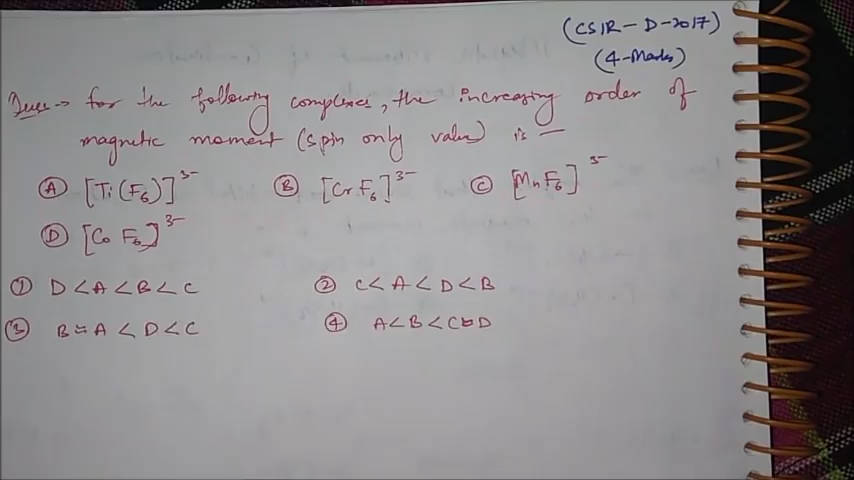 (CSIR-D-2017)
(4-Marks)
Ques → for the following complexes, the increasing order of
magnetic moment (spin only value) is —
Ⓐ [Ti(F₆)]³⁻ Ⓑ [CrF₆]³⁻ Ⓒ [MnF₆]³⁻
Ⓓ [CoF₆]³⁻
① D<A<B<C ② C<A<D<B
③ B≈A<D<C ④ A<B<C≈D